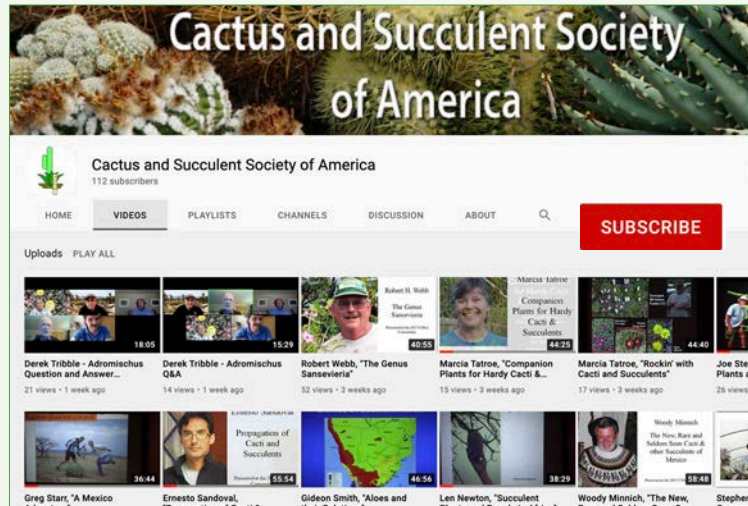 Cactus and Succulent Society
of America
Cactus and Succulent Society of America
112 subscribers
HOME
VIDEOS
PLAYLISTS
CHANNELS
DISCUSSION
ABOUT
SUBSCRIBE
Uploads PLAY ALL
18:05
15:29
Robert H. Webb
The Genus
Sansevieria
40:55
Marcia Tatroe
Companion
Plants for Hardy
Cacti &
Succulents
44:25
44:40
Derek Tribble - Adromischus
Question and Answer...
21 views • 1 week ago
Derek Tribble - Adromischus
Q&A
14 views • 1 week ago
Robert Webb, "The Genus
Sansevieria"
52 views • 3 weeks ago
Marcia Tatroe, "Companion
Plants for Hardy Cacti &...
15 views • 3 weeks ago
Marcia Tatroe, "Rockin' with
Cacti and Succulents"
17 views • 3 weeks ago
Joe Ste
Plants a
26 views
36:44
Ernesto Sandoval
Propagation of
Cacti and
Succulents
55:54
46:56
38:29
Woody Minnich
The New, Rare and
Seldom Seen Cacti &
other Succulents of
Mexico
58:48
Greg Starr, "A Mexico
Ernesto Sandoval,
Gideon Smith, "Aloes and
Len Newton, "Succulent
Woody Minnich, "The New,
Stephen